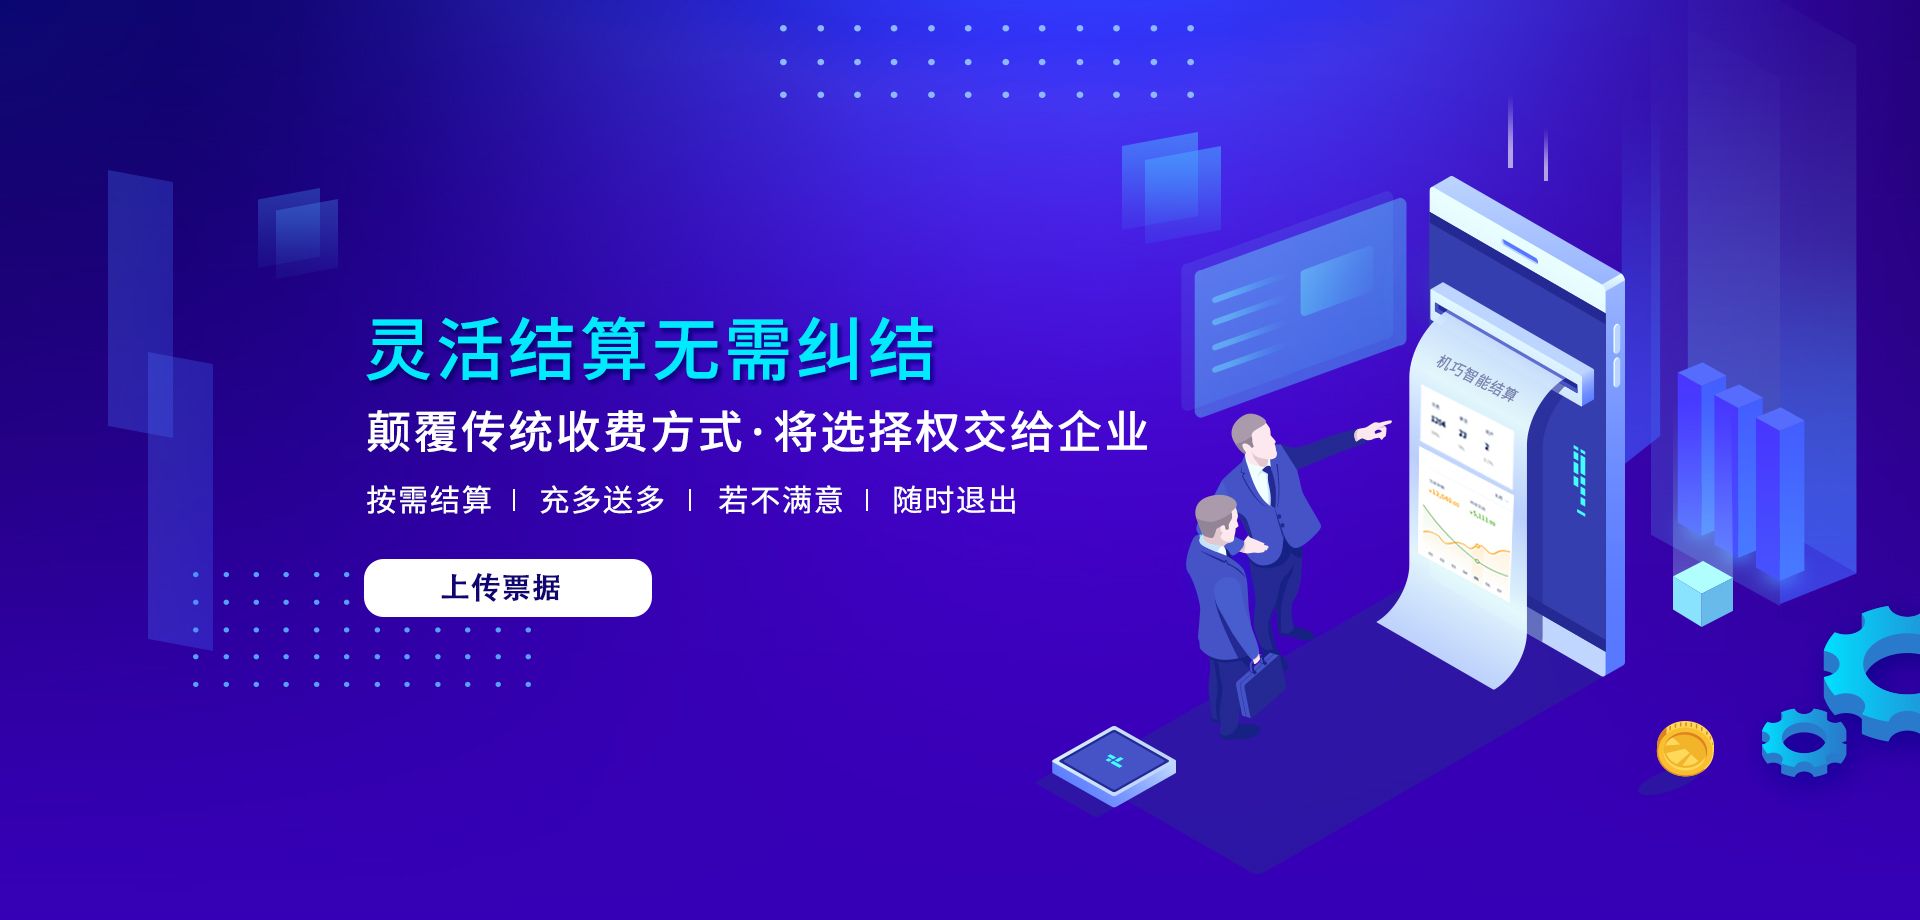 灵活结算无需纠结
颠覆传统收费方式·将选择权交给企业
按需结算 | 充多送多 | 若不满意 | 随时退出
上传票据
机巧智能结算